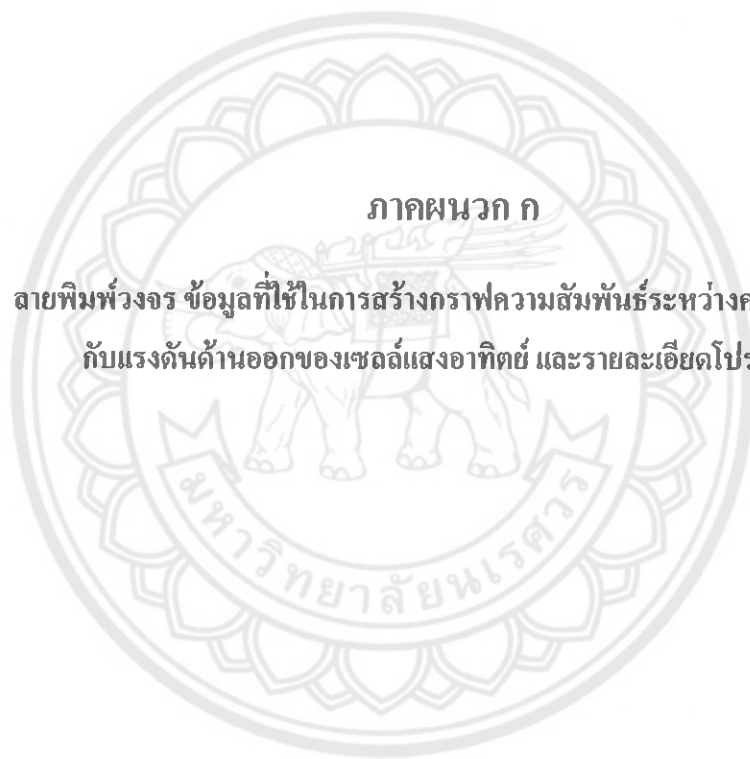 ภาคผนวก ก
ลายพิมพ์วงจร ข้อมูลที่ใช้ในการสร้างกราฟความสัมพันธ์ระหว่าง
กับแรงดันด้านออกของเซลล์แสงอาทิตย์ และรายละเอียด
มหาวิทยาลัยนเรศวร